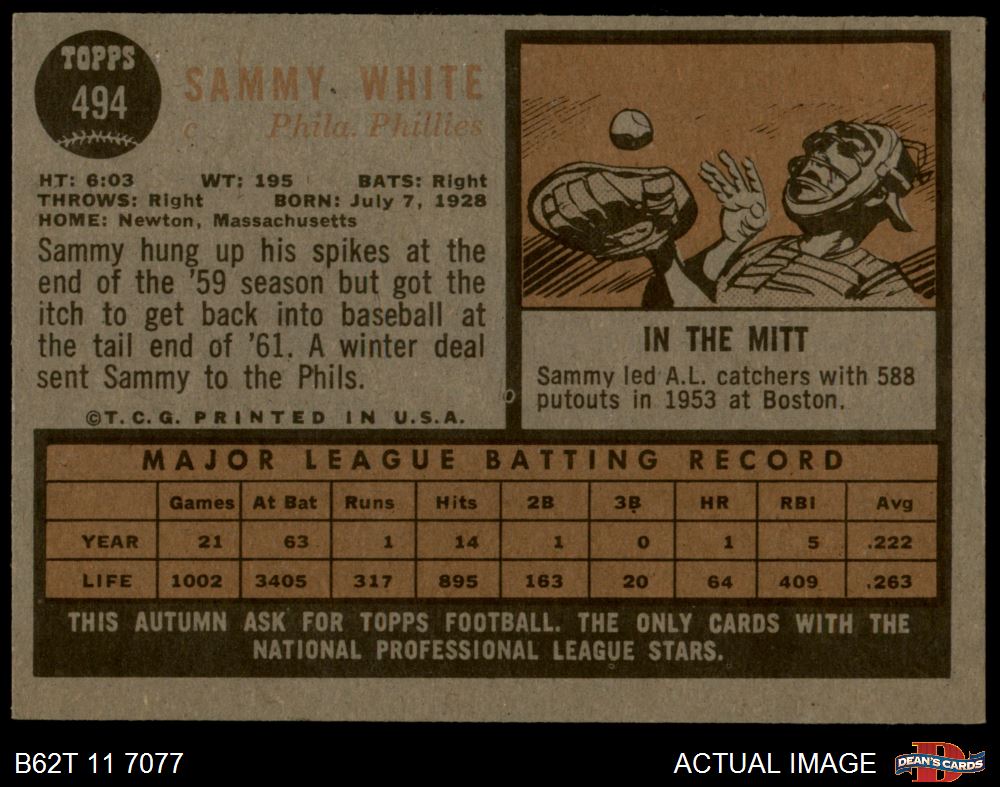 TOPPS
494
SAMMY WHITE
c Phila. Phillies
HT: 6:03 WT: 195 BATS: Right
THROWS: Right BORN: July 7, 1928
HOME: Newton, Massachusetts
Sammy hung up his spikes at the
end of the '59 season but got the
itch to get back into baseball at
the tail end of '61. A winter deal
sent Sammy to the Phils.
©T.C.G. PRINTED IN U.S.A.
IN THE MITT
Sammy led A.L. catchers with 588
putouts in 1953 at Boston.
MAJOR LEAGUE BATTING RECORD
Games At Bat Runs Hits 2B 3B HR RBI Avg
YEAR 21 63 1 14 1 0 1 5 .222
LIFE 1002 3405 317 895 163 20 64 409 .263
THIS AUTUMN ASK FOR TOPPS FOOTBALL. THE ONLY CARDS WITH THE
NATIONAL PROFESSIONAL LEAGUE STARS.
B62T 11 7077 ACTUAL IMAGE DEAN'S CARDS